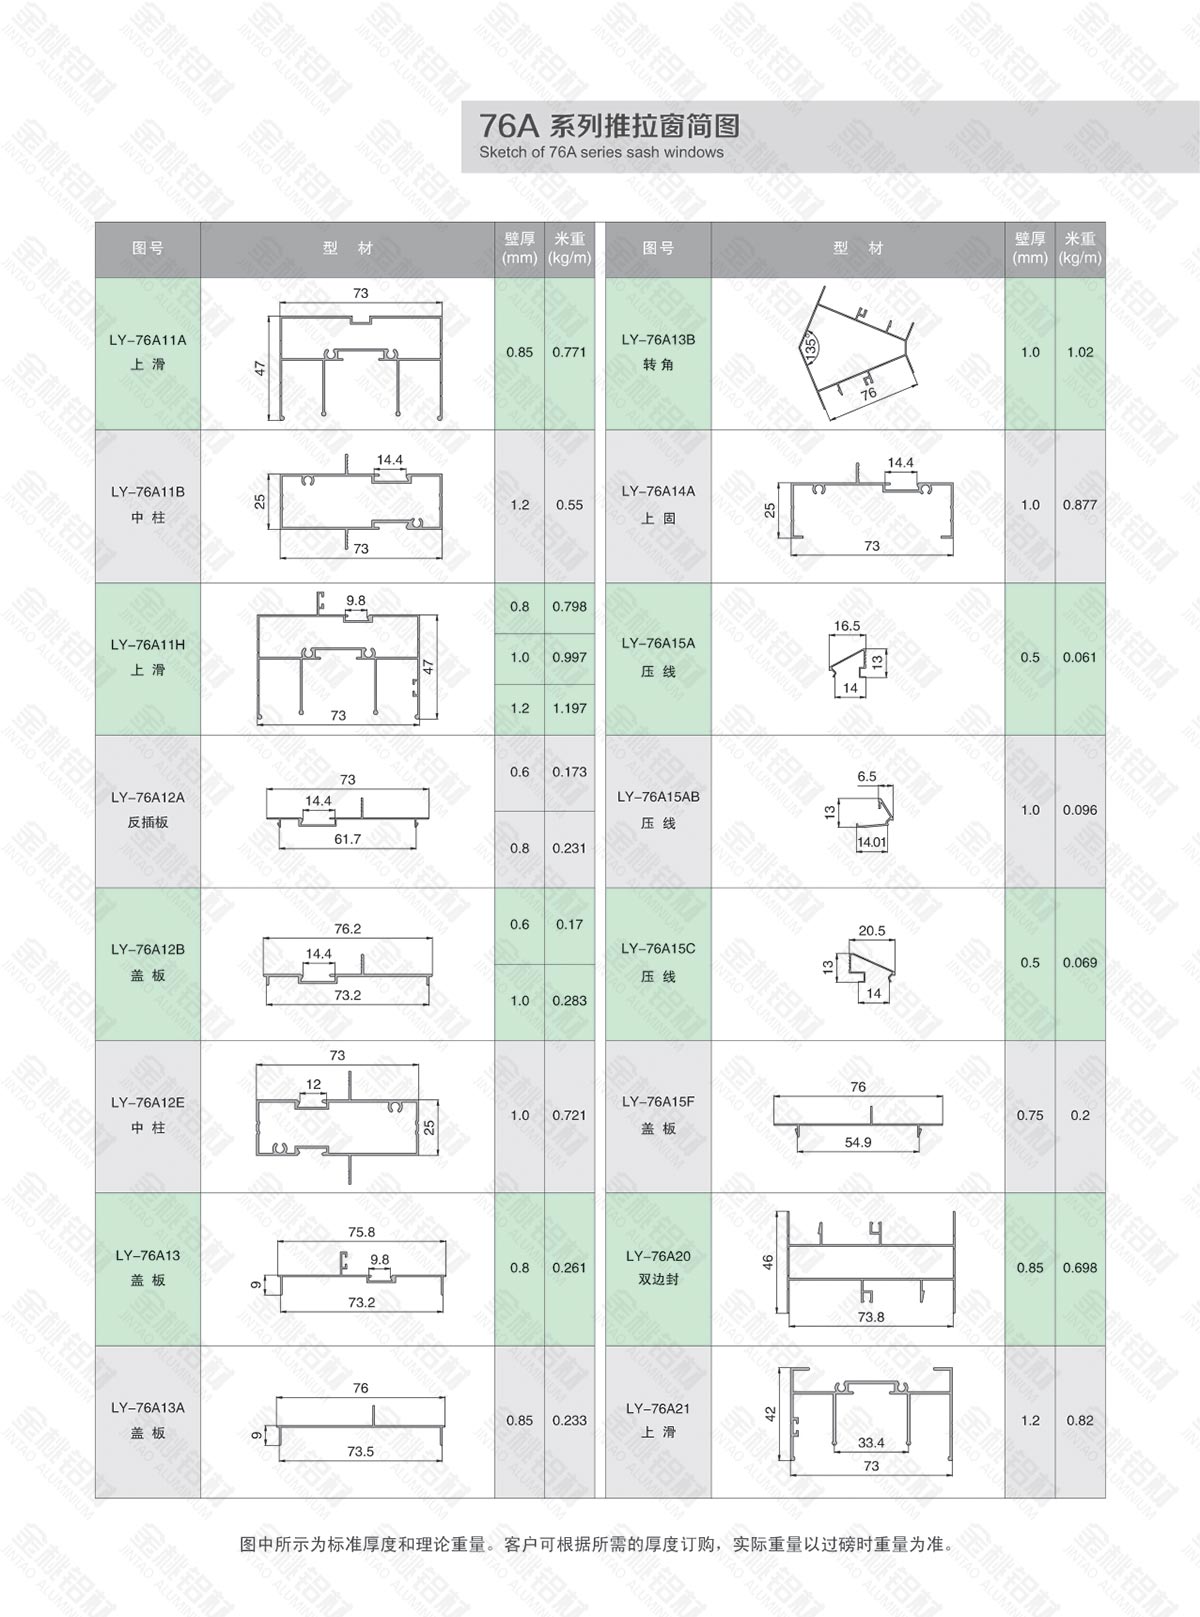 76A 系列推拉窗简图
Sketch of 76A series sash windows
图号 型 材 壁厚(mm) 米重(kg/m)
LY-76A11A
上 滑
73
47
0.85 0.771
LY-76A11B
中 柱
14.4
25
73
1.2 0.55
LY-76A11H
上 滑
9.8
47
73
0.8 0.798
1.0 0.997
1.2 1.197
LY-76A12A
反插板
73
14.4
61.7
0.6 0.173
0.8 0.231
LY-76A12B
盖 板
76.2
14.4
73.2
0.6 0.17
1.0 0.283
LY-76A12E
中 柱
73
12
25
1.0 0.721
LY-76A13
盖 板
75.8
9.8
9
73.2
0.8 0.261
LY-76A13A
盖 板
76
9
73.5
0.85 0.233
图号 型 材 壁厚(mm) 米重(kg/m)
LY-76A13B
转 角
135°
76
1.0 1.02
LY-76A14A
上 固
14.4
25
73
1.0 0.877
LY-76A15A
压 线
16.5
13
14
0.5 0.061
LY-76A15AB
压 线
6.5
13
14.01
1.0 0.096
LY-76A15C
压 线
20.5
13
14
0.5 0.069
LY-76A15F
盖 板
76
54.9
0.75 0.2
LY-76A20
双边封
46
73.8
0.85 0.698
LY-76A21
上 滑
42
33.4
73
1.2 0.82
图中所示为标准厚度和理论重量。客户可根据所需的厚度订购，实际重量以过磅时重量为准。
金桃铝材
JINTAO ALUMINIUM